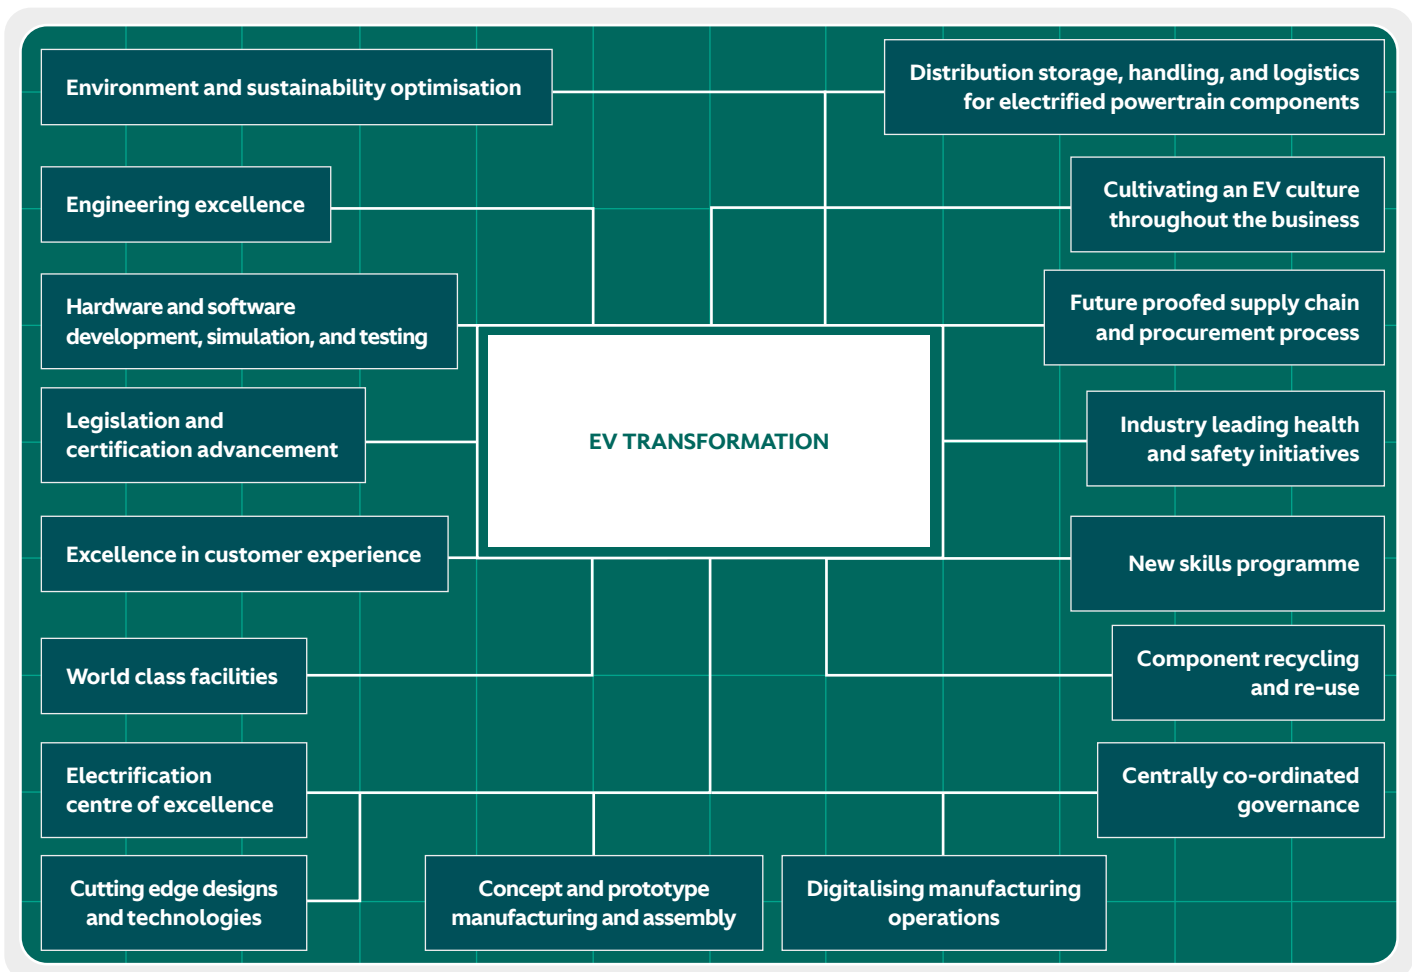 Environment and sustainability optimisation
Distribution storage, handling, and logistics
for electrified powertrain components
Engineering excellence
Cultivating an EV culture
throughout the business
Hardware and software
development, simulation, and testing
Future proofed supply chain
and procurement process
Legislation and
certification advancement
EV TRANSFORMATION
Industry leading health
and safety initiatives
Excellence in customer experience
New skills programme
World class facilities
Component recycling
and re-use
Electrification
centre of excellence
Centrally co-ordinated
governance
Cutting edge designs
and technologies
Concept and prototype
manufacturing and assembly
Digitalising manufacturing
operations